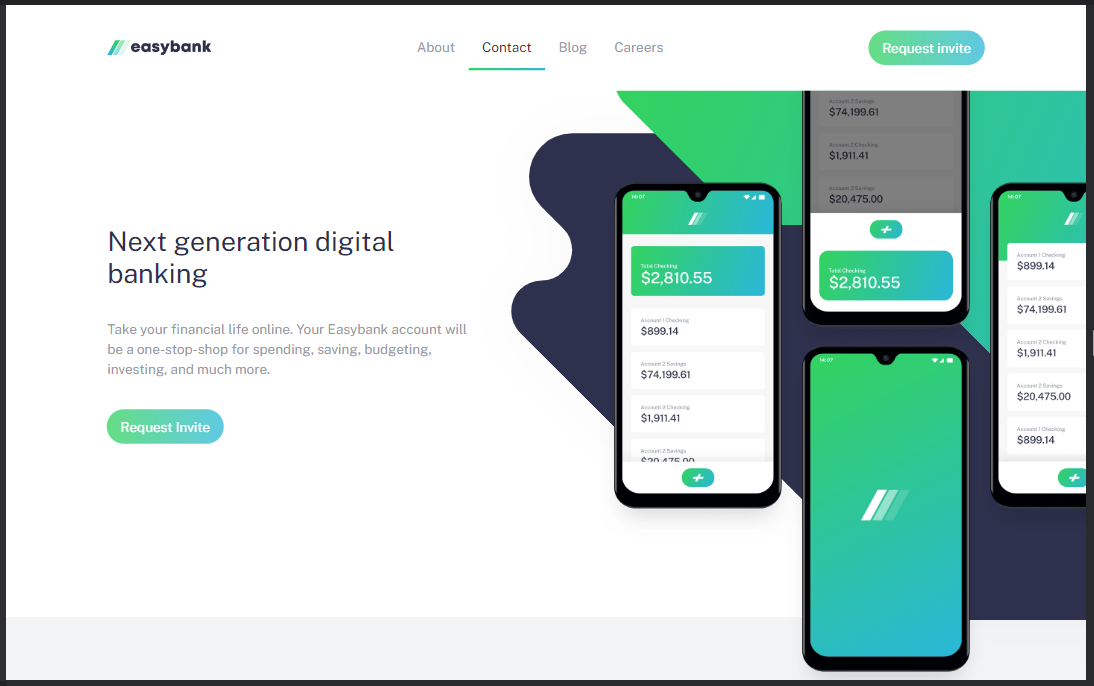 easybank
About
Contact
Blog
Careers
Request invite
Next generation digital
banking
Take your financial life online. Your Easybank account will
be a one-stop-shop for spending, saving, budgeting,
investing, and much more.
Request Invite
14:07
Total Checking
$2,810.55
Account 1 Checking
$899.14
Account 2 Savings
$74,199.61
Account 2 Checking
$1,911.41
Account 2 Savings
$20,475.00
Account 2 Savings
$74,199.61
Account 2 Checking
$1,911.41
Account 2 Savings
$20,475.00
Total Checking
$2,810.55
14:07
14:07
Account 1 Checking
$899.14
Account 2 Savings
$74,199.61
Account 2 Checking
$1,911.41
Account 2 Savings
$20,475.00
Account 1 Checking
$899.14